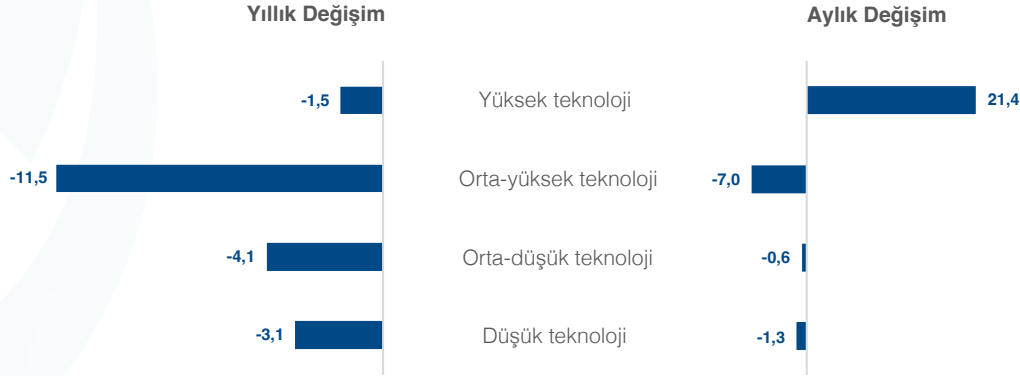 Yıllık Değişim
Aylık Değişim
-1,5
Yüksek teknoloji
21,4
-11,5
Orta-yüksek teknoloji
-7,0
-4,1
Orta-düşük teknoloji
-0,6
-3,1
Düşük teknoloji
-1,3